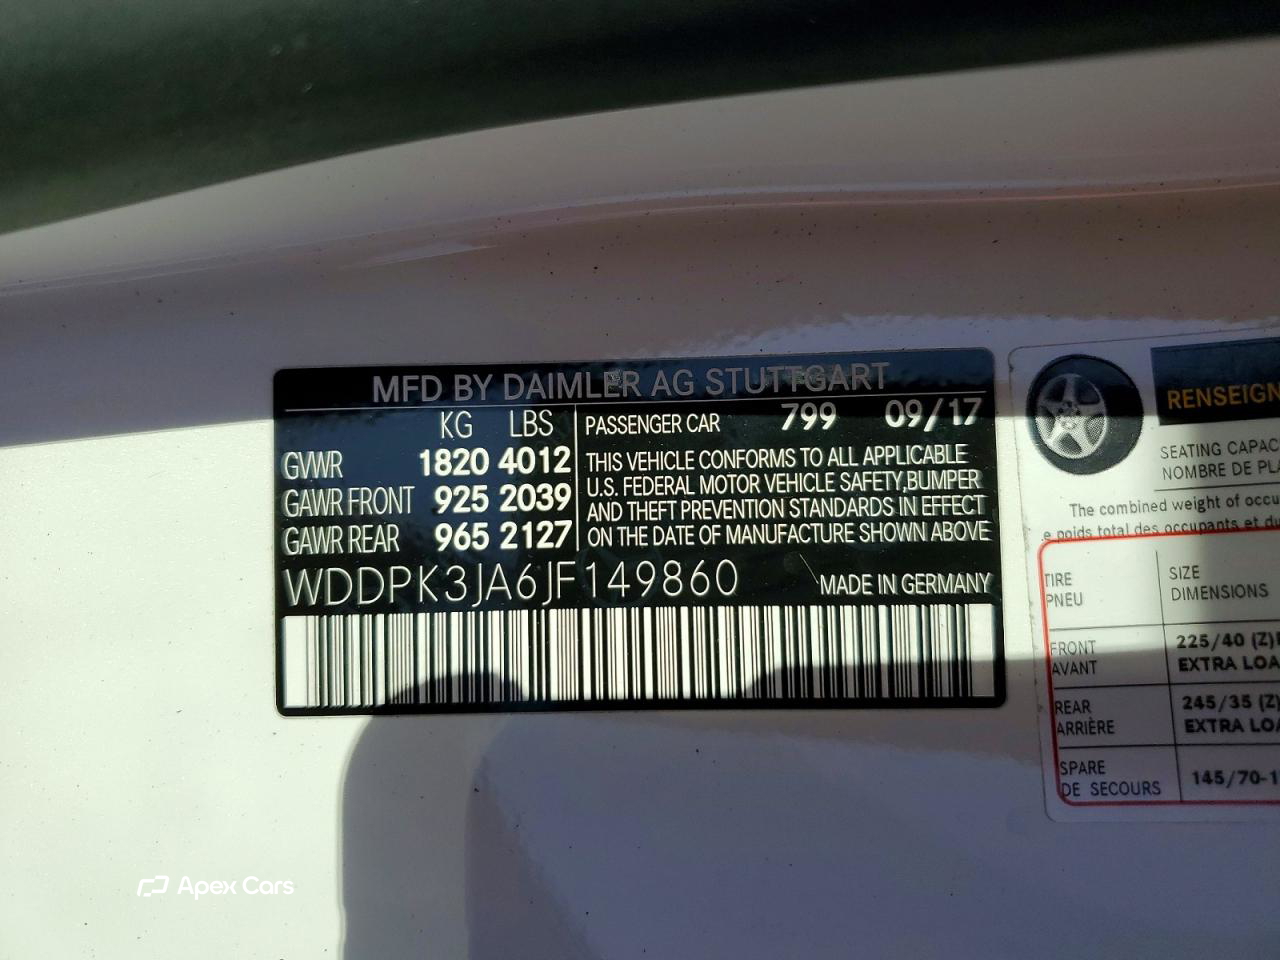 MFD BY DAIMLER AG STUTTGART
KG LBS
GVWR 1820 4012
GAWR FRONT 925 2039
GAWR REAR 965 2127
PASSENGER CAR 799 09/17
THIS VEHICLE CONFORMS TO ALL APPLICABLE
U.S. FEDERAL MOTOR VEHICLE SAFETY,BUMPER
AND THEFT PREVENTION STANDARDS IN EFFECT
ON THE DATE OF MANUFACTURE SHOWN ABOVE
WDDPK3JA6JF149860 MADE IN GERMANY
RENSEIGN
SEATING CAPAC
NOMBRE DE PLA
The combined weight of occu
e poids total des occupants et du
TIRE
PNEU
SIZE
DIMENSIONS
FRONT
AVANT
225/40 (Z)
EXTRA LOA
REAR
ARRIÈRE
245/35 (Z)
EXTRA LOA
SPARE
DE SECOURS
145/70-1
Apex Cars